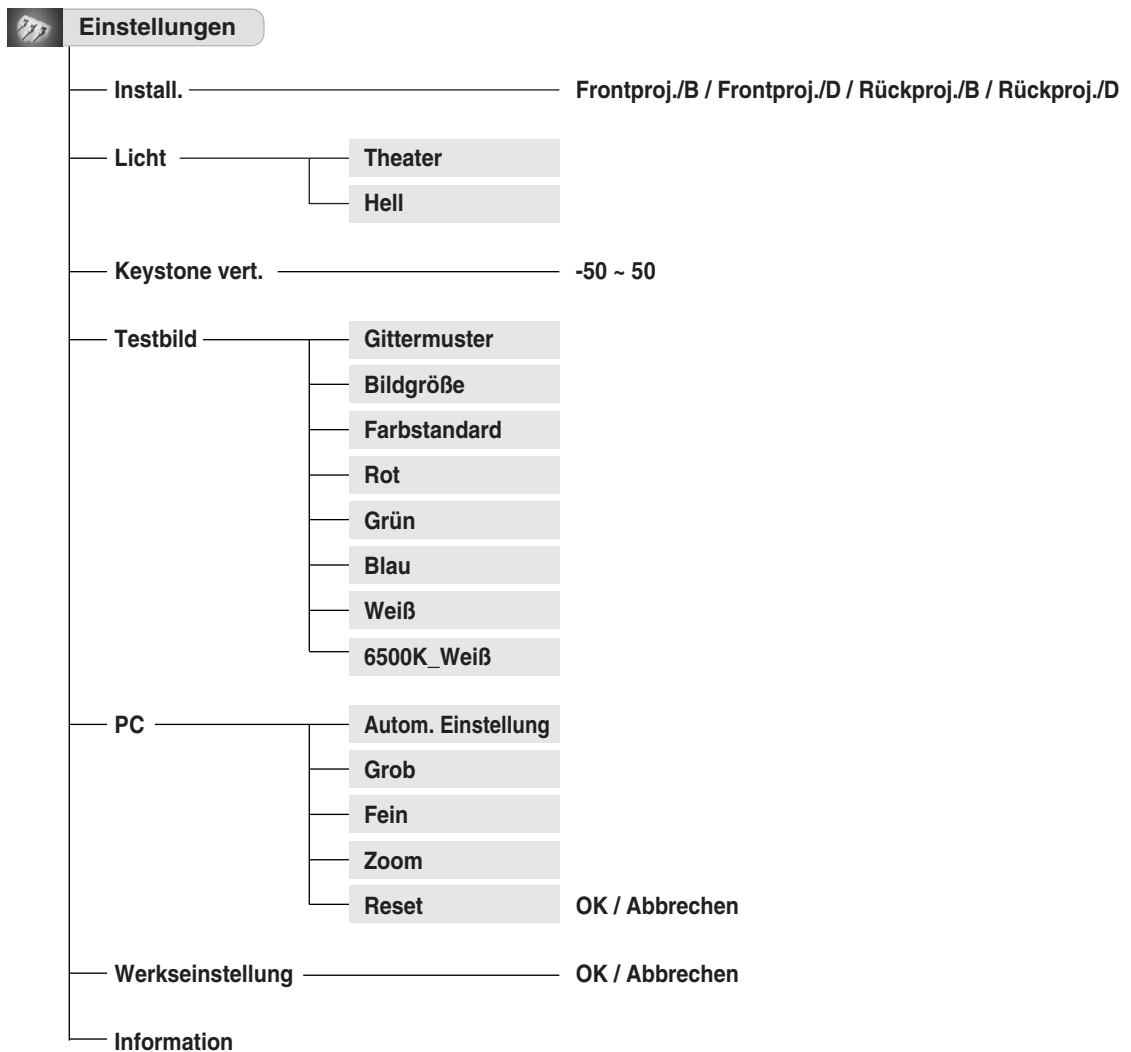 Einstellungen
Install. Frontproj./B / Frontproj./D / Rückproj./B / Rückproj./D
Licht Theater
Hell
Keystone vert. -50 ~ 50
Testbild Gittermuster
Bildgröße
Farbstandard
Rot
Grün
Blau
Weiß
6500K_Weiß
PC Autom. Einstellung
Grob
Fein
Zoom
Reset OK / Abbrechen
Werkseinstellung OK / Abbrechen
Information